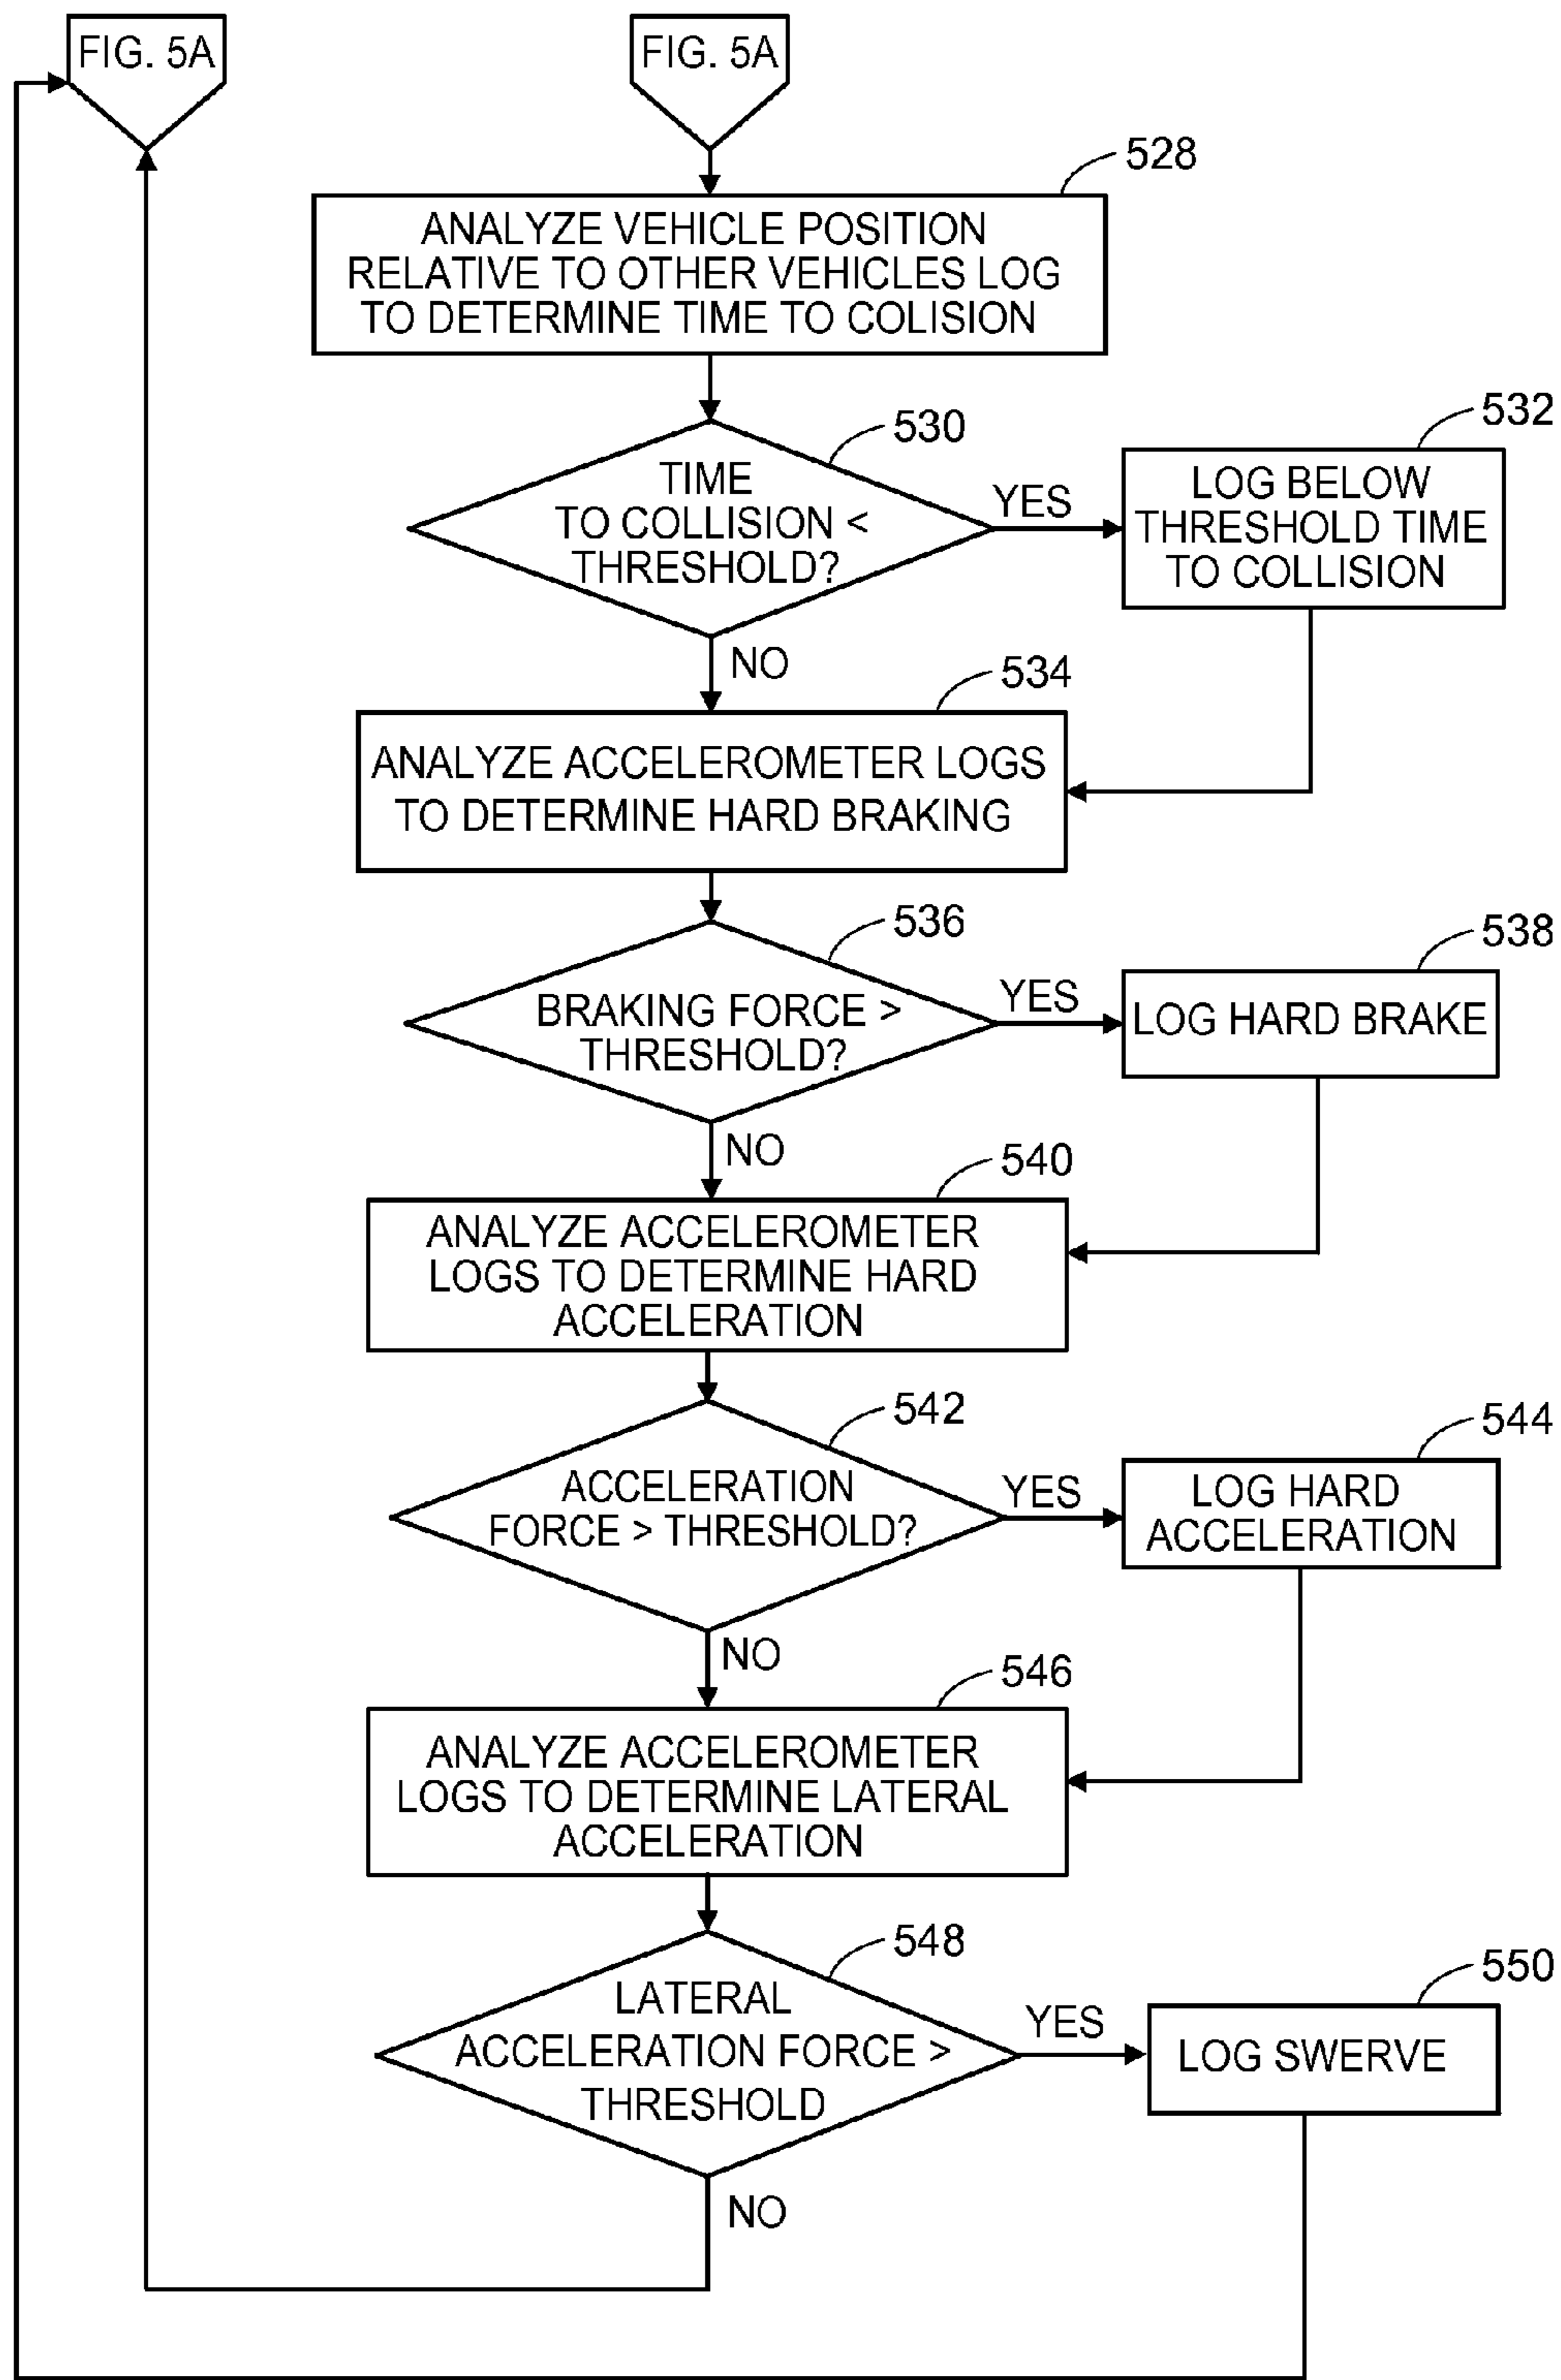 FIG. 5A
FIG. 5A
528
ANALYZE VEHICLE POSITION
RELATIVE TO OTHER VEHICLES LOG
TO DETERMINE TIME TO COLISION
530
TIME
TO COLLISION <
THRESHOLD?
YES
532
LOG BELOW
THRESHOLD TIME
TO COLLISION
NO
534
ANALYZE ACCELEROMETER LOGS
TO DETERMINE HARD BRAKING
536
BRAKING FORCE >
THRESHOLD?
YES
538
LOG HARD BRAKE
NO
540
ANALYZE ACCELEROMETER
LOGS TO DETERMINE HARD
ACCELERATION
542
ACCELERATION
FORCE > THRESHOLD?
YES
544
LOG HARD
ACCELERATION
NO
546
ANALYZE ACCELEROMETER
LOGS TO DETERMINE LATERAL
ACCELERATION
548
LATERAL
ACCELERATION FORCE >
THRESHOLD
YES
550
LOG SWERVE
NO